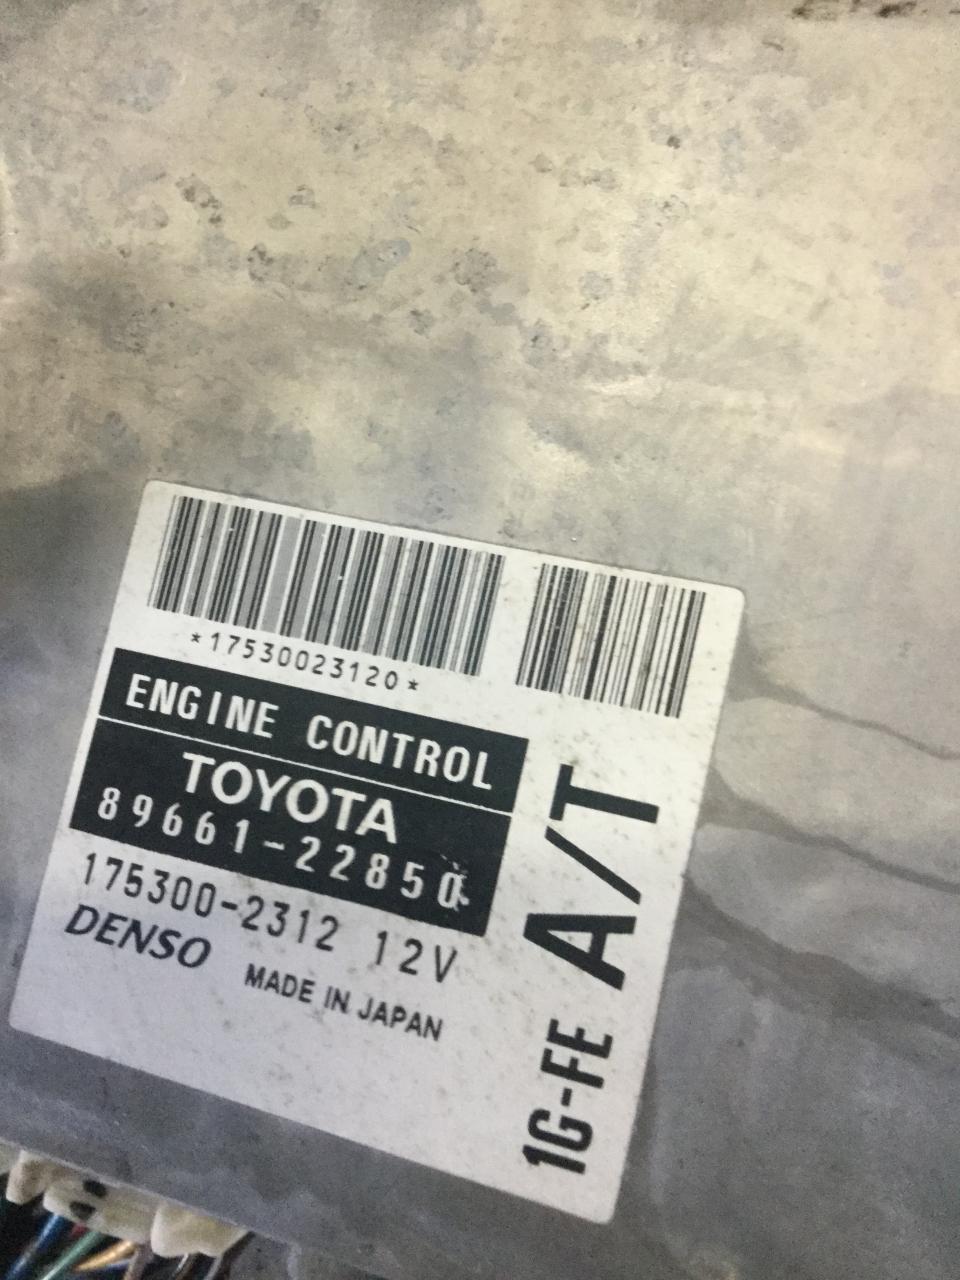 *17530023120*
ENGINE CONTROL
TOYOTA
89661-22850
175300-2312 12V
DENSO MADE IN JAPAN
1G-FE A/T